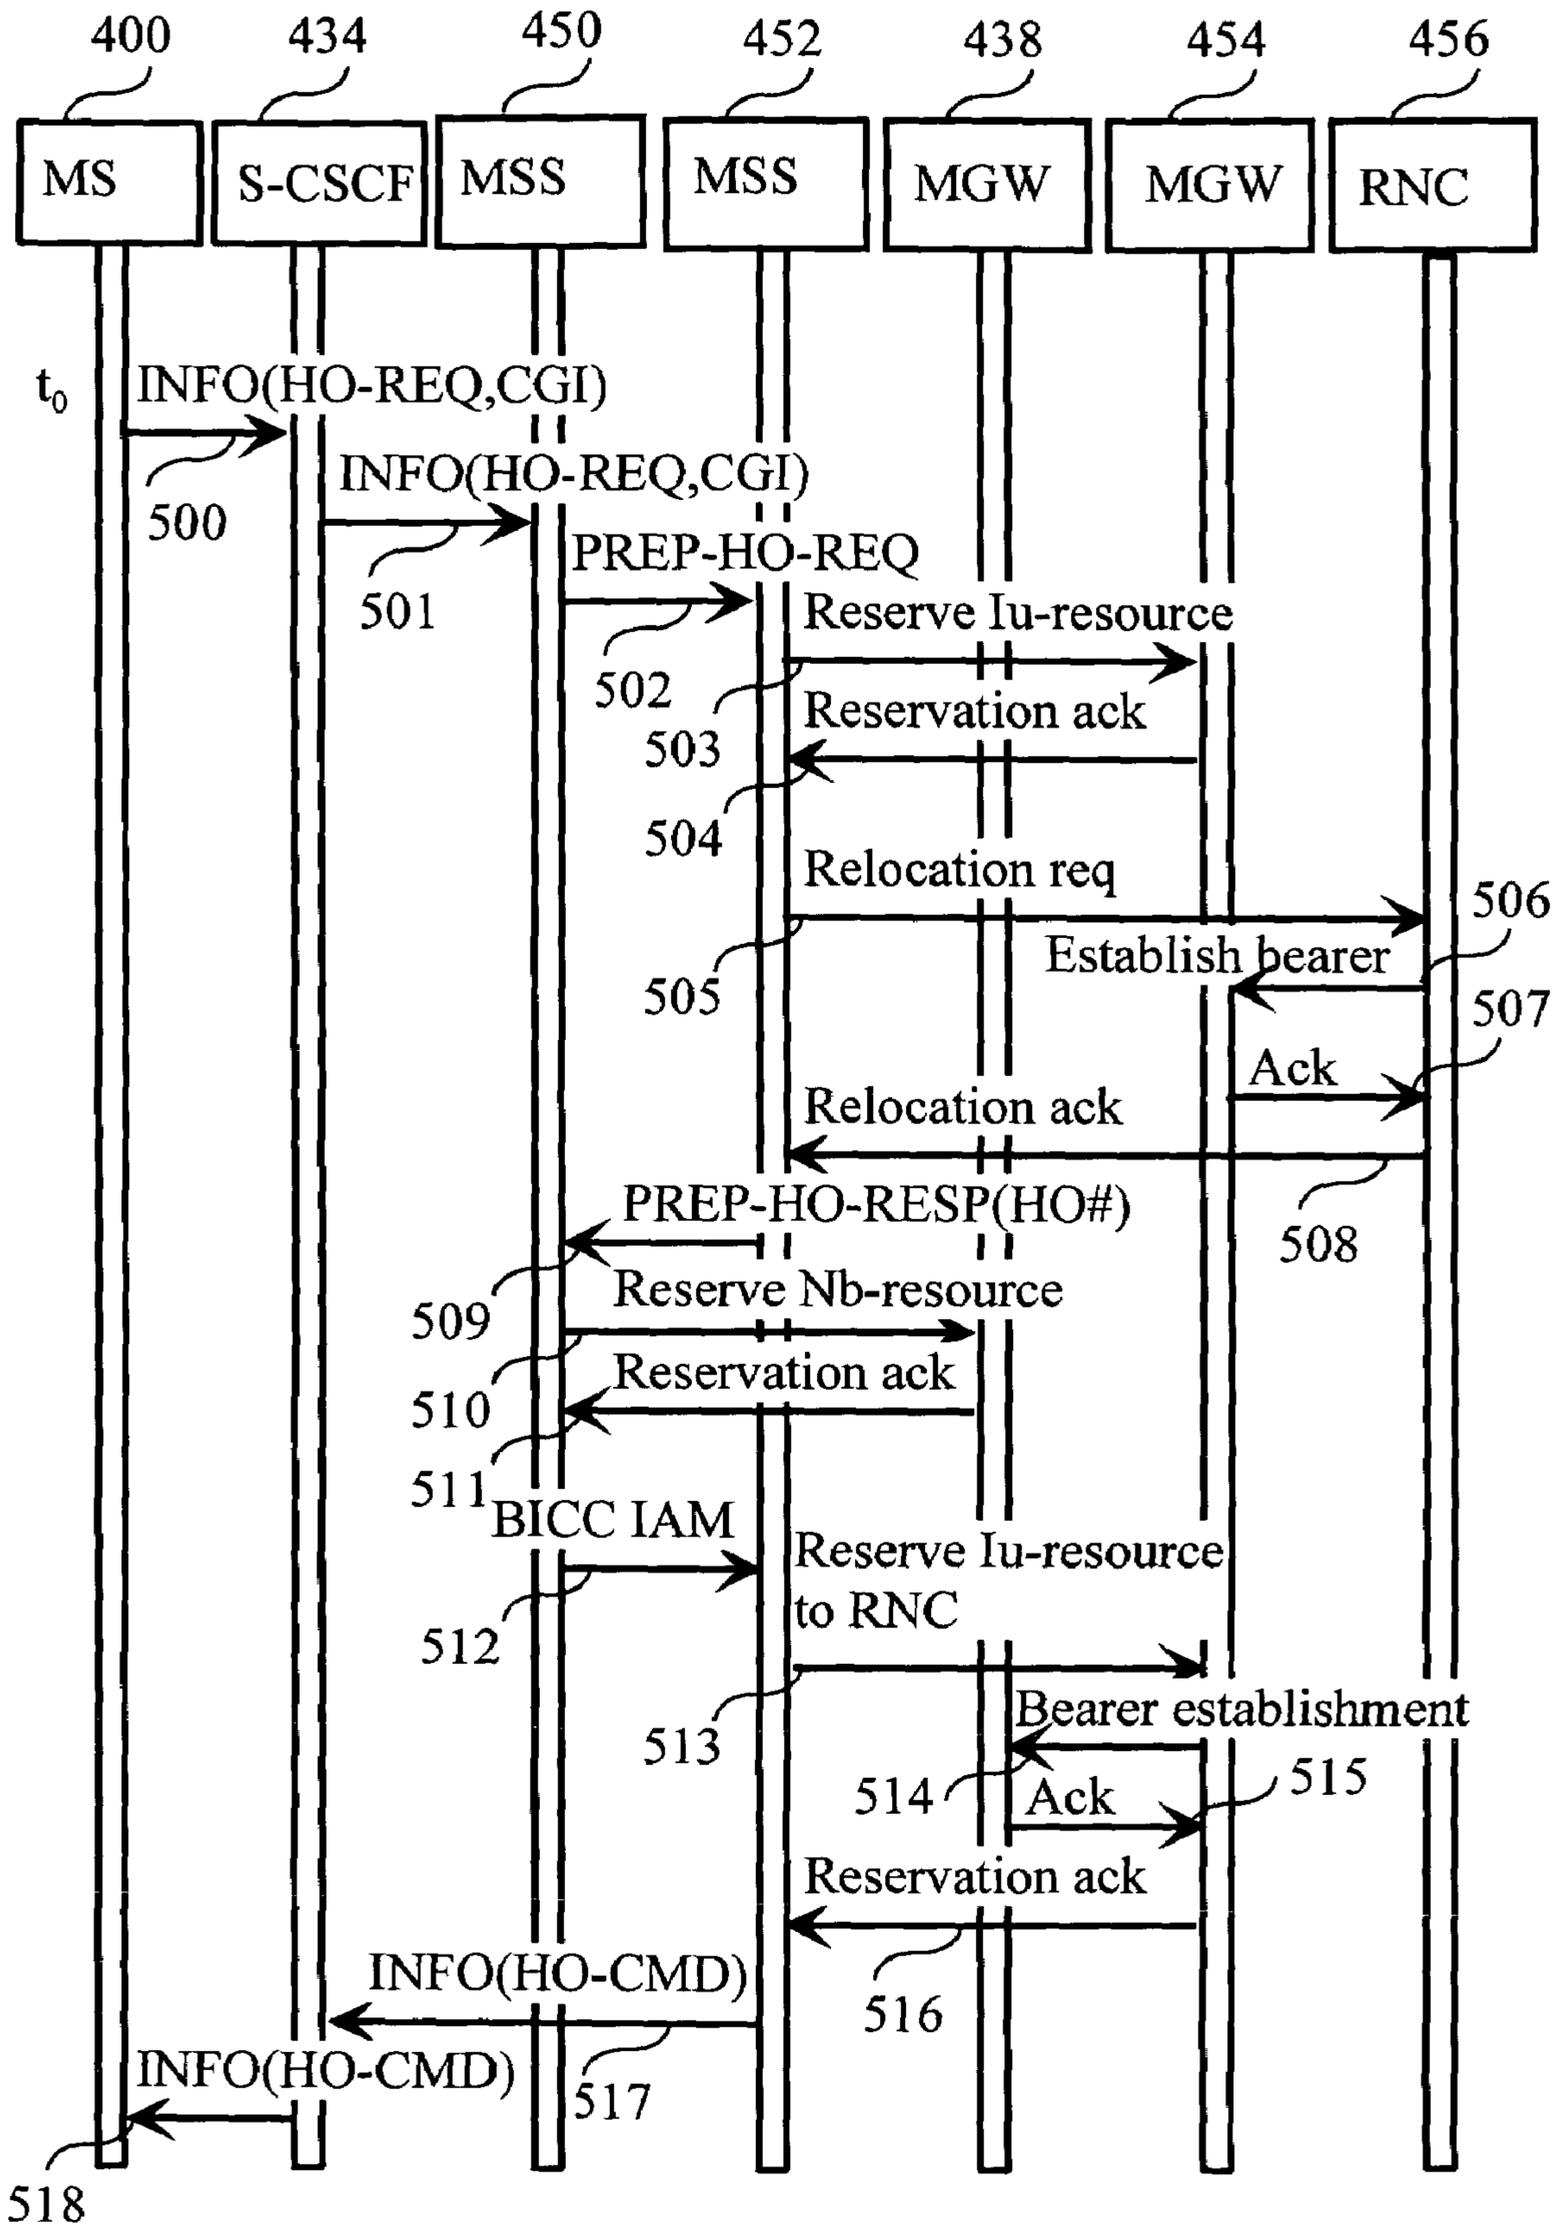 400 434 450 452 438 454 456
MS S-CSCF MSS MSS MGW MGW RNC
t0 INFO(HO-REQ,CGI)
500
INFO(HO-REQ,CGI)
501
PREP-HO-REQ
502
Reserve Iu-resource
503
Reservation ack
504
Relocation req
505
506
Establish bearer
507
Ack
Relocation ack
508
PREP-HO-RESP(HO#)
509
Reserve Nb-resource
510
Reservation ack
511
BICC IAM
512
Reserve Iu-resource
to RNC
513
Bearer establishment
514
Ack
515
Reservation ack
516
INFO(HO-CMD)
517
INFO(HO-CMD)
518